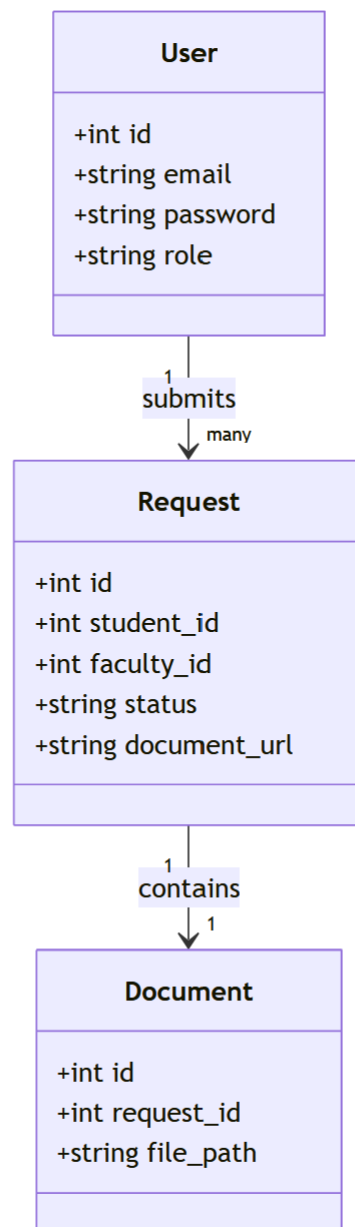 User
+int id
+string email
+string password
+string role
1
submits
many
Request
+int id
+int student_id
+int faculty_id
+string status
+string document_url
1
contains
1
Document
+int id
+int request_id
+string file_path